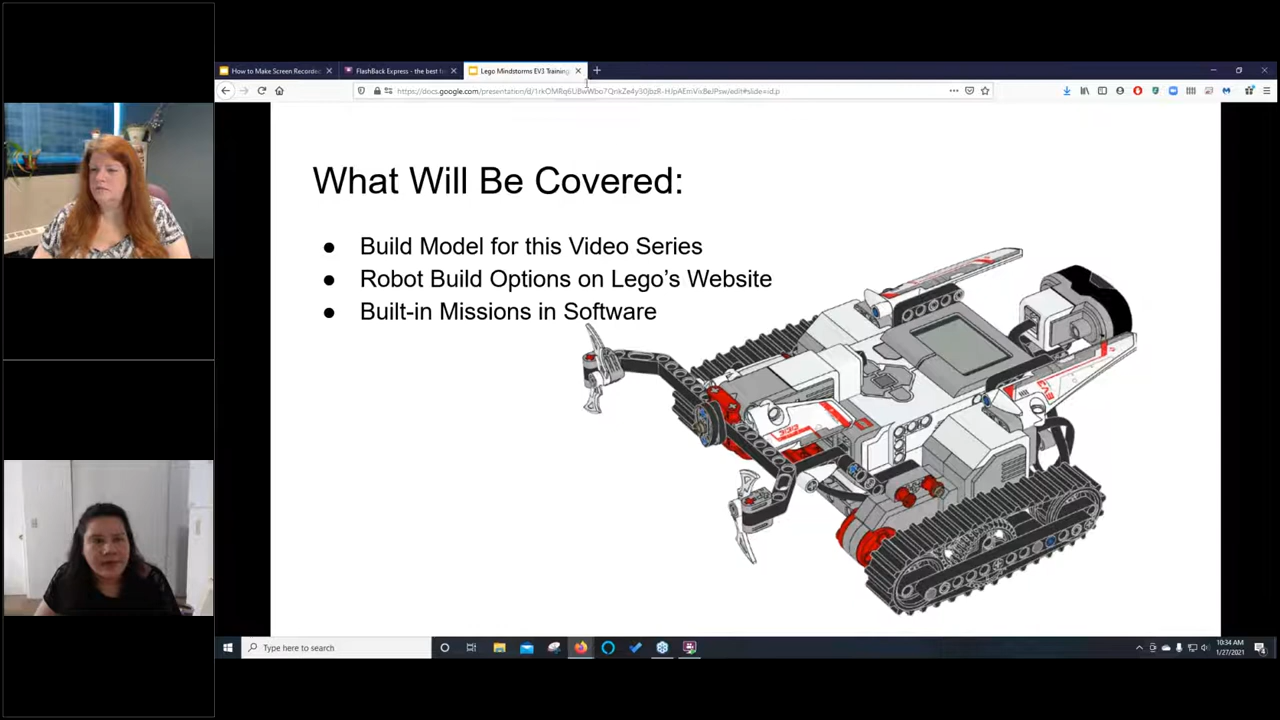 How to Make Screen Recorded
FlashBack Express - the best f
Lego Mindstorms EV3 Training
What Will Be Covered:
● Build Model for this Video Series
● Robot Build Options on Lego's Website
● Built-in Missions in Software
EV3
Type here to search
10:34 AM
1/27/2021